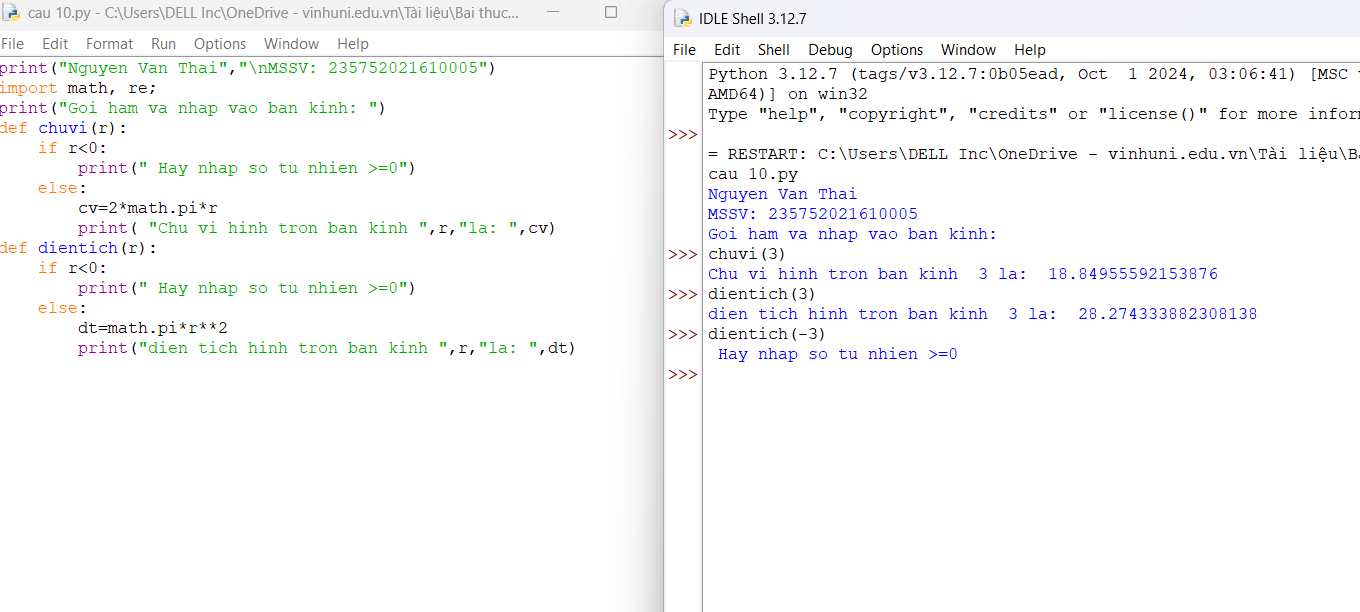 cau 10.py - C:\Users\DELL Inc\OneDrive - vinhuni.edu.vn\Tài liệu\Bai thuc...
File Edit Format Run Options Window Help
print("Nguyen Van Thai","\nMSSV: 235752021610005")
import math, re;
print("Goi ham va nhap vao ban kinh: ")
def chuvi(r):
    if r<0:
        print(" Hay nhap so tu nhien >=0")
    else:
        cv=2*math.pi*r
        print( "Chu vi hinh tron ban kinh ",r,"la: ",cv)
def dientich(r):
    if r<0:
        print(" Hay nhap so tu nhien >=0")
    else:
        dt=math.pi*r**2
        print("dien tich hinh tron ban kinh ",r,"la: ",dt)
IDLE Shell 3.12.7
File Edit Shell Debug Options Window Help
Python 3.12.7 (tags/v3.12.7:0b05ead, Oct  1 2024, 03:06:41) [MSC
AMD64)] on win32
Type "help", "copyright", "credits" or "license()" for more
>>>
= RESTART: C:\Users\DELL Inc\OneDrive - vinhuni.edu.vn\Tài liệu\
cau 10.py
Nguyen Van Thai
MSSV: 235752021610005
Goi ham va nhap vao ban kinh:
>>> chuvi(3)
Chu vi hinh tron ban kinh  3 la:  18.84955592153876
>>> dientich(3)
dien tich hinh tron ban kinh  3 la:  28.274333882308138
>>> dientich(-3)
 Hay nhap so tu nhien >=0
>>>